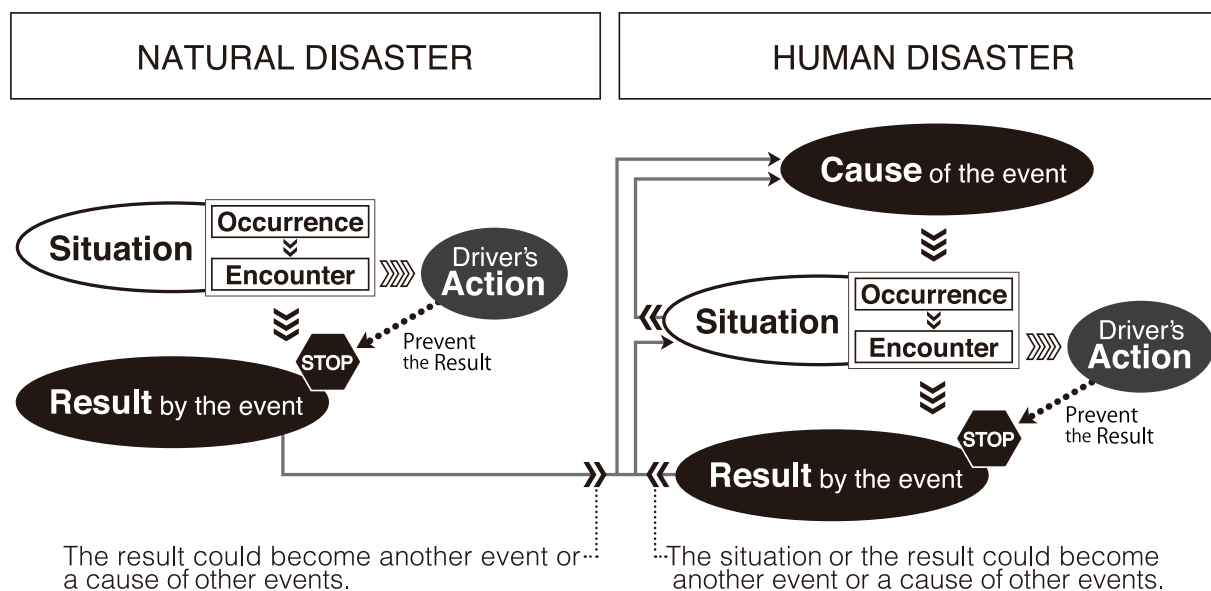 NATURAL DISASTER
Situation
Occurrence
Encounter
Driver's
Action
Prevent
the Result
STOP
Result by the event
The result could become another event or
a cause of other events.
HUMAN DISASTER
Cause of the event
Situation
Occurrence
Encounter
Driver's
Action
Prevent
the Result
STOP
Result by the event
The situation or the result could become
another event or a cause of other events.